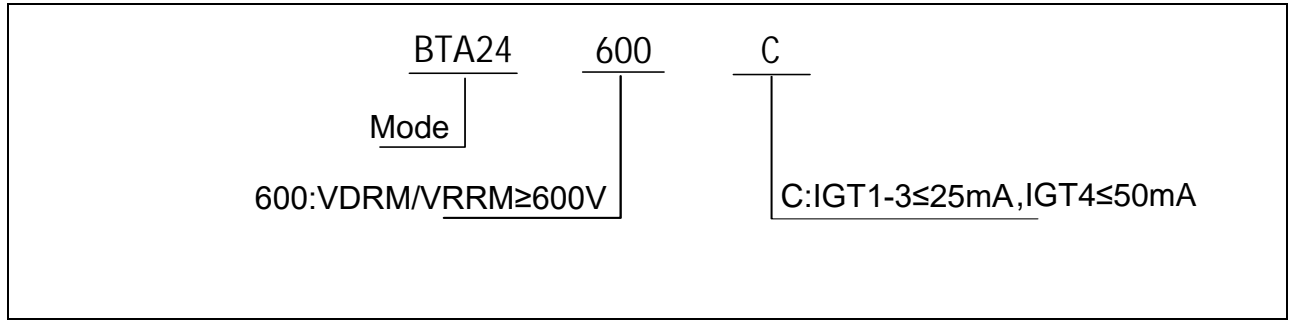 BTA24 600 C
Mode
600:VDRM/VRRM≥600V C:IGT1-3≤25mA,IGT4≤50mA